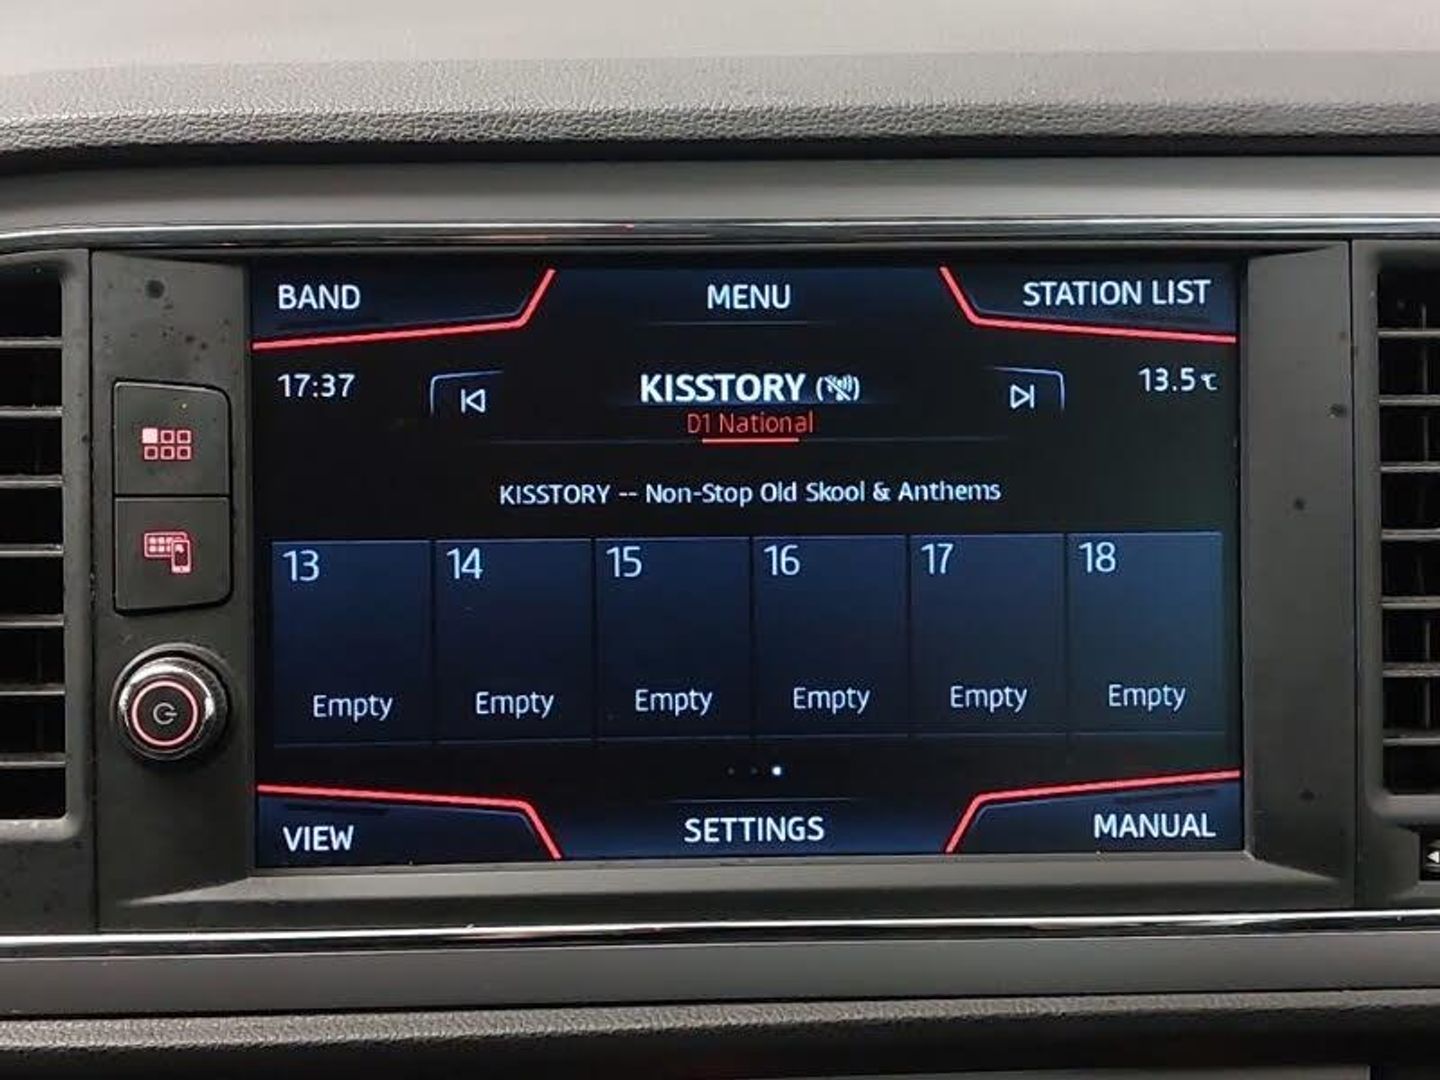 BAND MENU STATION LIST
17:37 KISSTORY 13.5℃
D1 National
KISSTORY -- Non-Stop Old Skool & Anthems
13 14 15 16 17 18
Empty Empty Empty Empty Empty Empty
VIEW SETTINGS MANUAL